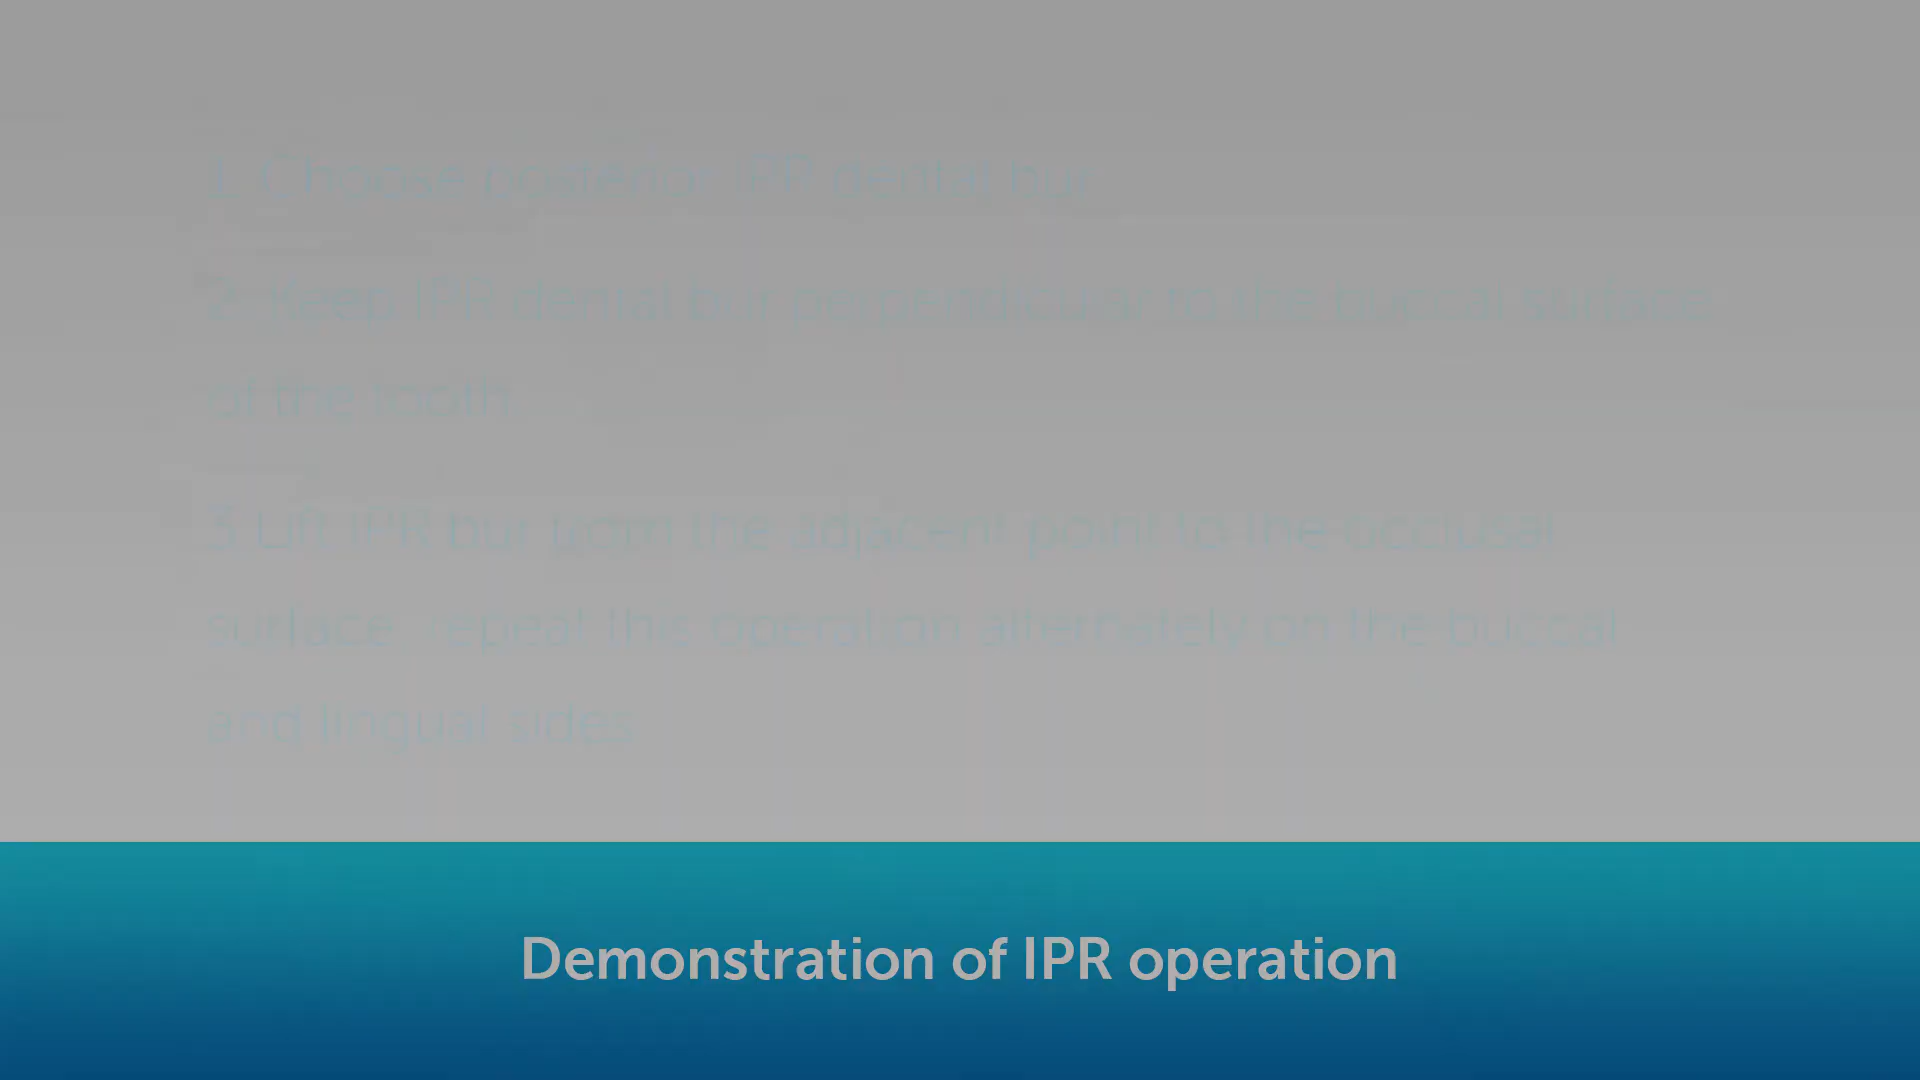 1. Choose posterior IPR dental bur.
2. Keep IPR dental bur perpendicular to the buccal surface
of the tooth.
3.Lift IPR bur from the adjacent point to the occlusal
surface, repeat this operation alternately on the buccal
and lingual sides.
Demonstration of IPR operation